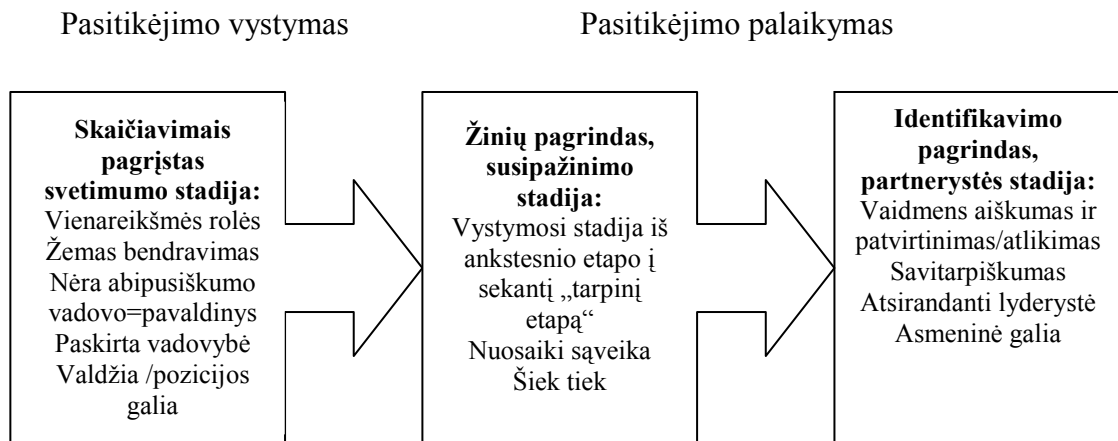 Pasitikėjimo vystymas
Pasitikėjimo palaikymas
Skaičiavimais
pagrįstas
svetimumo stadija:
Vienareikšmės rolės
Žemas bendravimas
Nėra abipusiškumo
vadovo=pavaldinys
Paskirta vadovybė
Valdžia /pozicijos
galia
Žinių pagrindas,
susipažinimo
stadija:
Vystymosi stadija iš
ankstesnio etapo į
sekantį „tarpinį
etapą“
Nuosaiki sąveika
Šiek tiek
Identifikavimo
pagrindas,
partnerystės stadija:
Vaidmens aiškumas ir
patvirtinimas/atlikimas
Savitarpiškumas
Atsirandanti lyderystė
Asmeninė galia